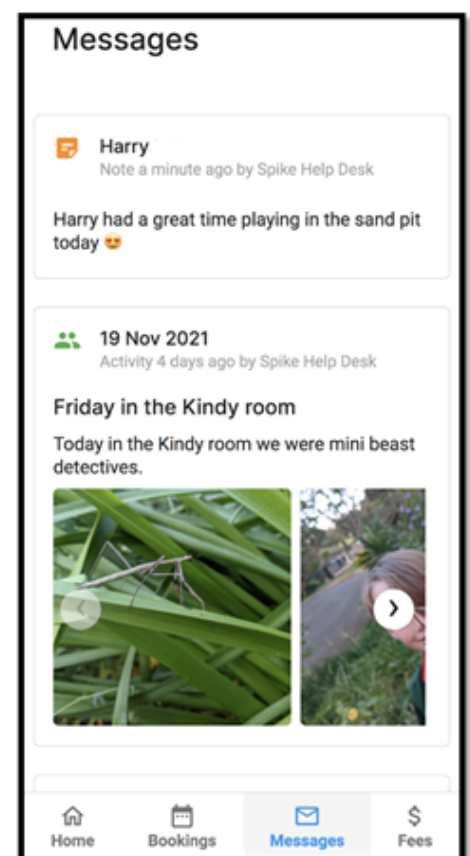 Messages
Harry
Note a minute ago by Spike Help Desk
Harry had a great time playing in the sand pit
today 😍
19 Nov 2021
Activity 4 days ago by Spike Help Desk
Friday in the Kindy room
Today in the Kindy room we were mini beast
detectives.
Home Bookings Messages Fees